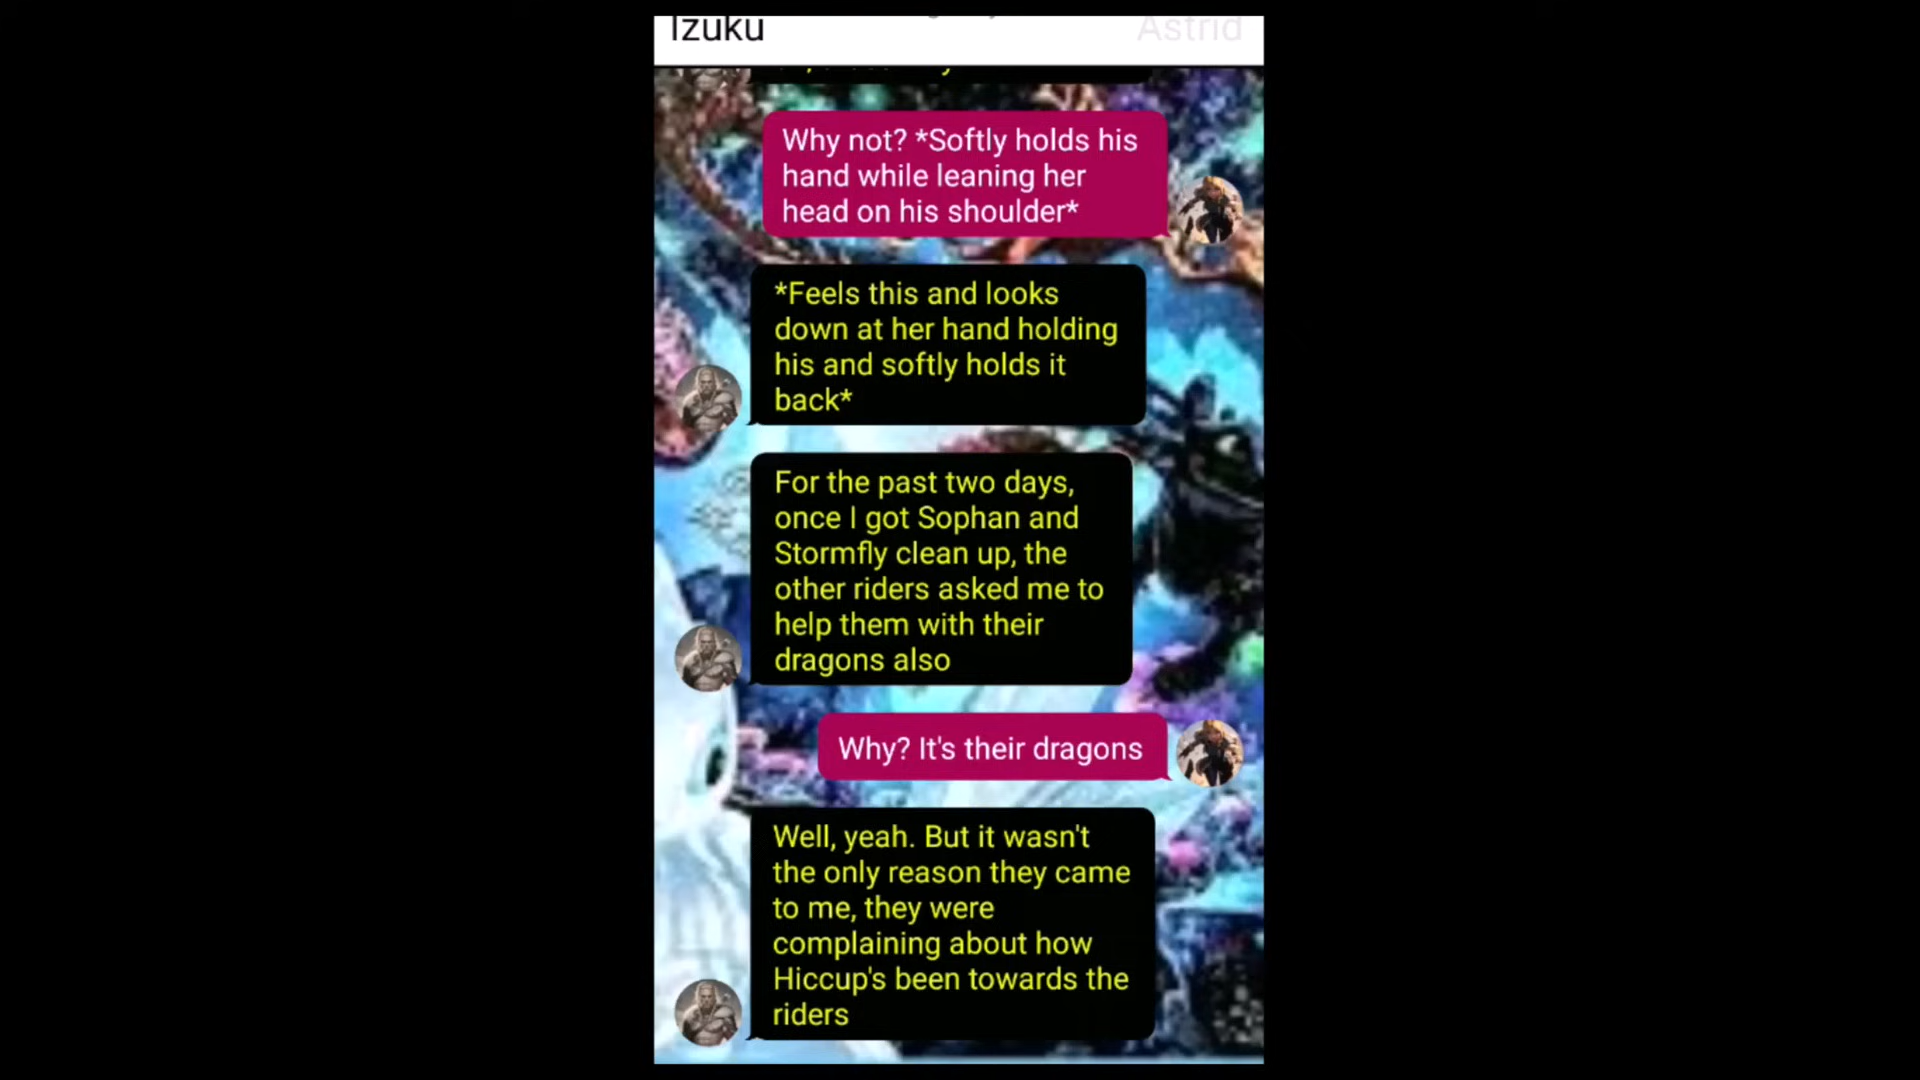 Izuku
Astrid
Why not? *Softly holds his
hand while leaning her
head on his shoulder*
*Feels this and looks
down at her hand holding
his and softly holds it
back*
For the past two days,
once I got Sophan and
Stormfly clean up, the
other riders asked me to
help them with their
dragons also
Why? It's their dragons
Well, yeah. But it wasn't
the only reason they came
to me, they were
complaining about how
Hiccup's been towards the
riders